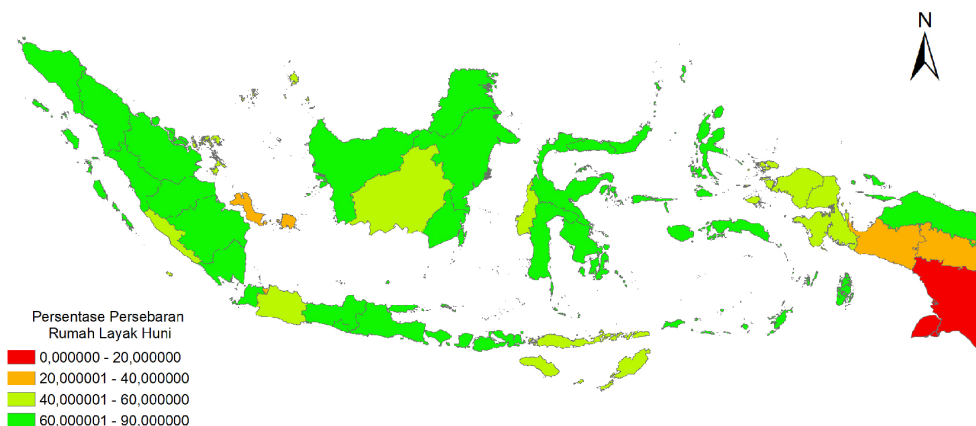 N
Persentase Persebaran
Rumah Layak Huni
0,000000 - 20,000000
20,000001 - 40,000000
40,000001 - 60,000000
60.000001 - 90.000000